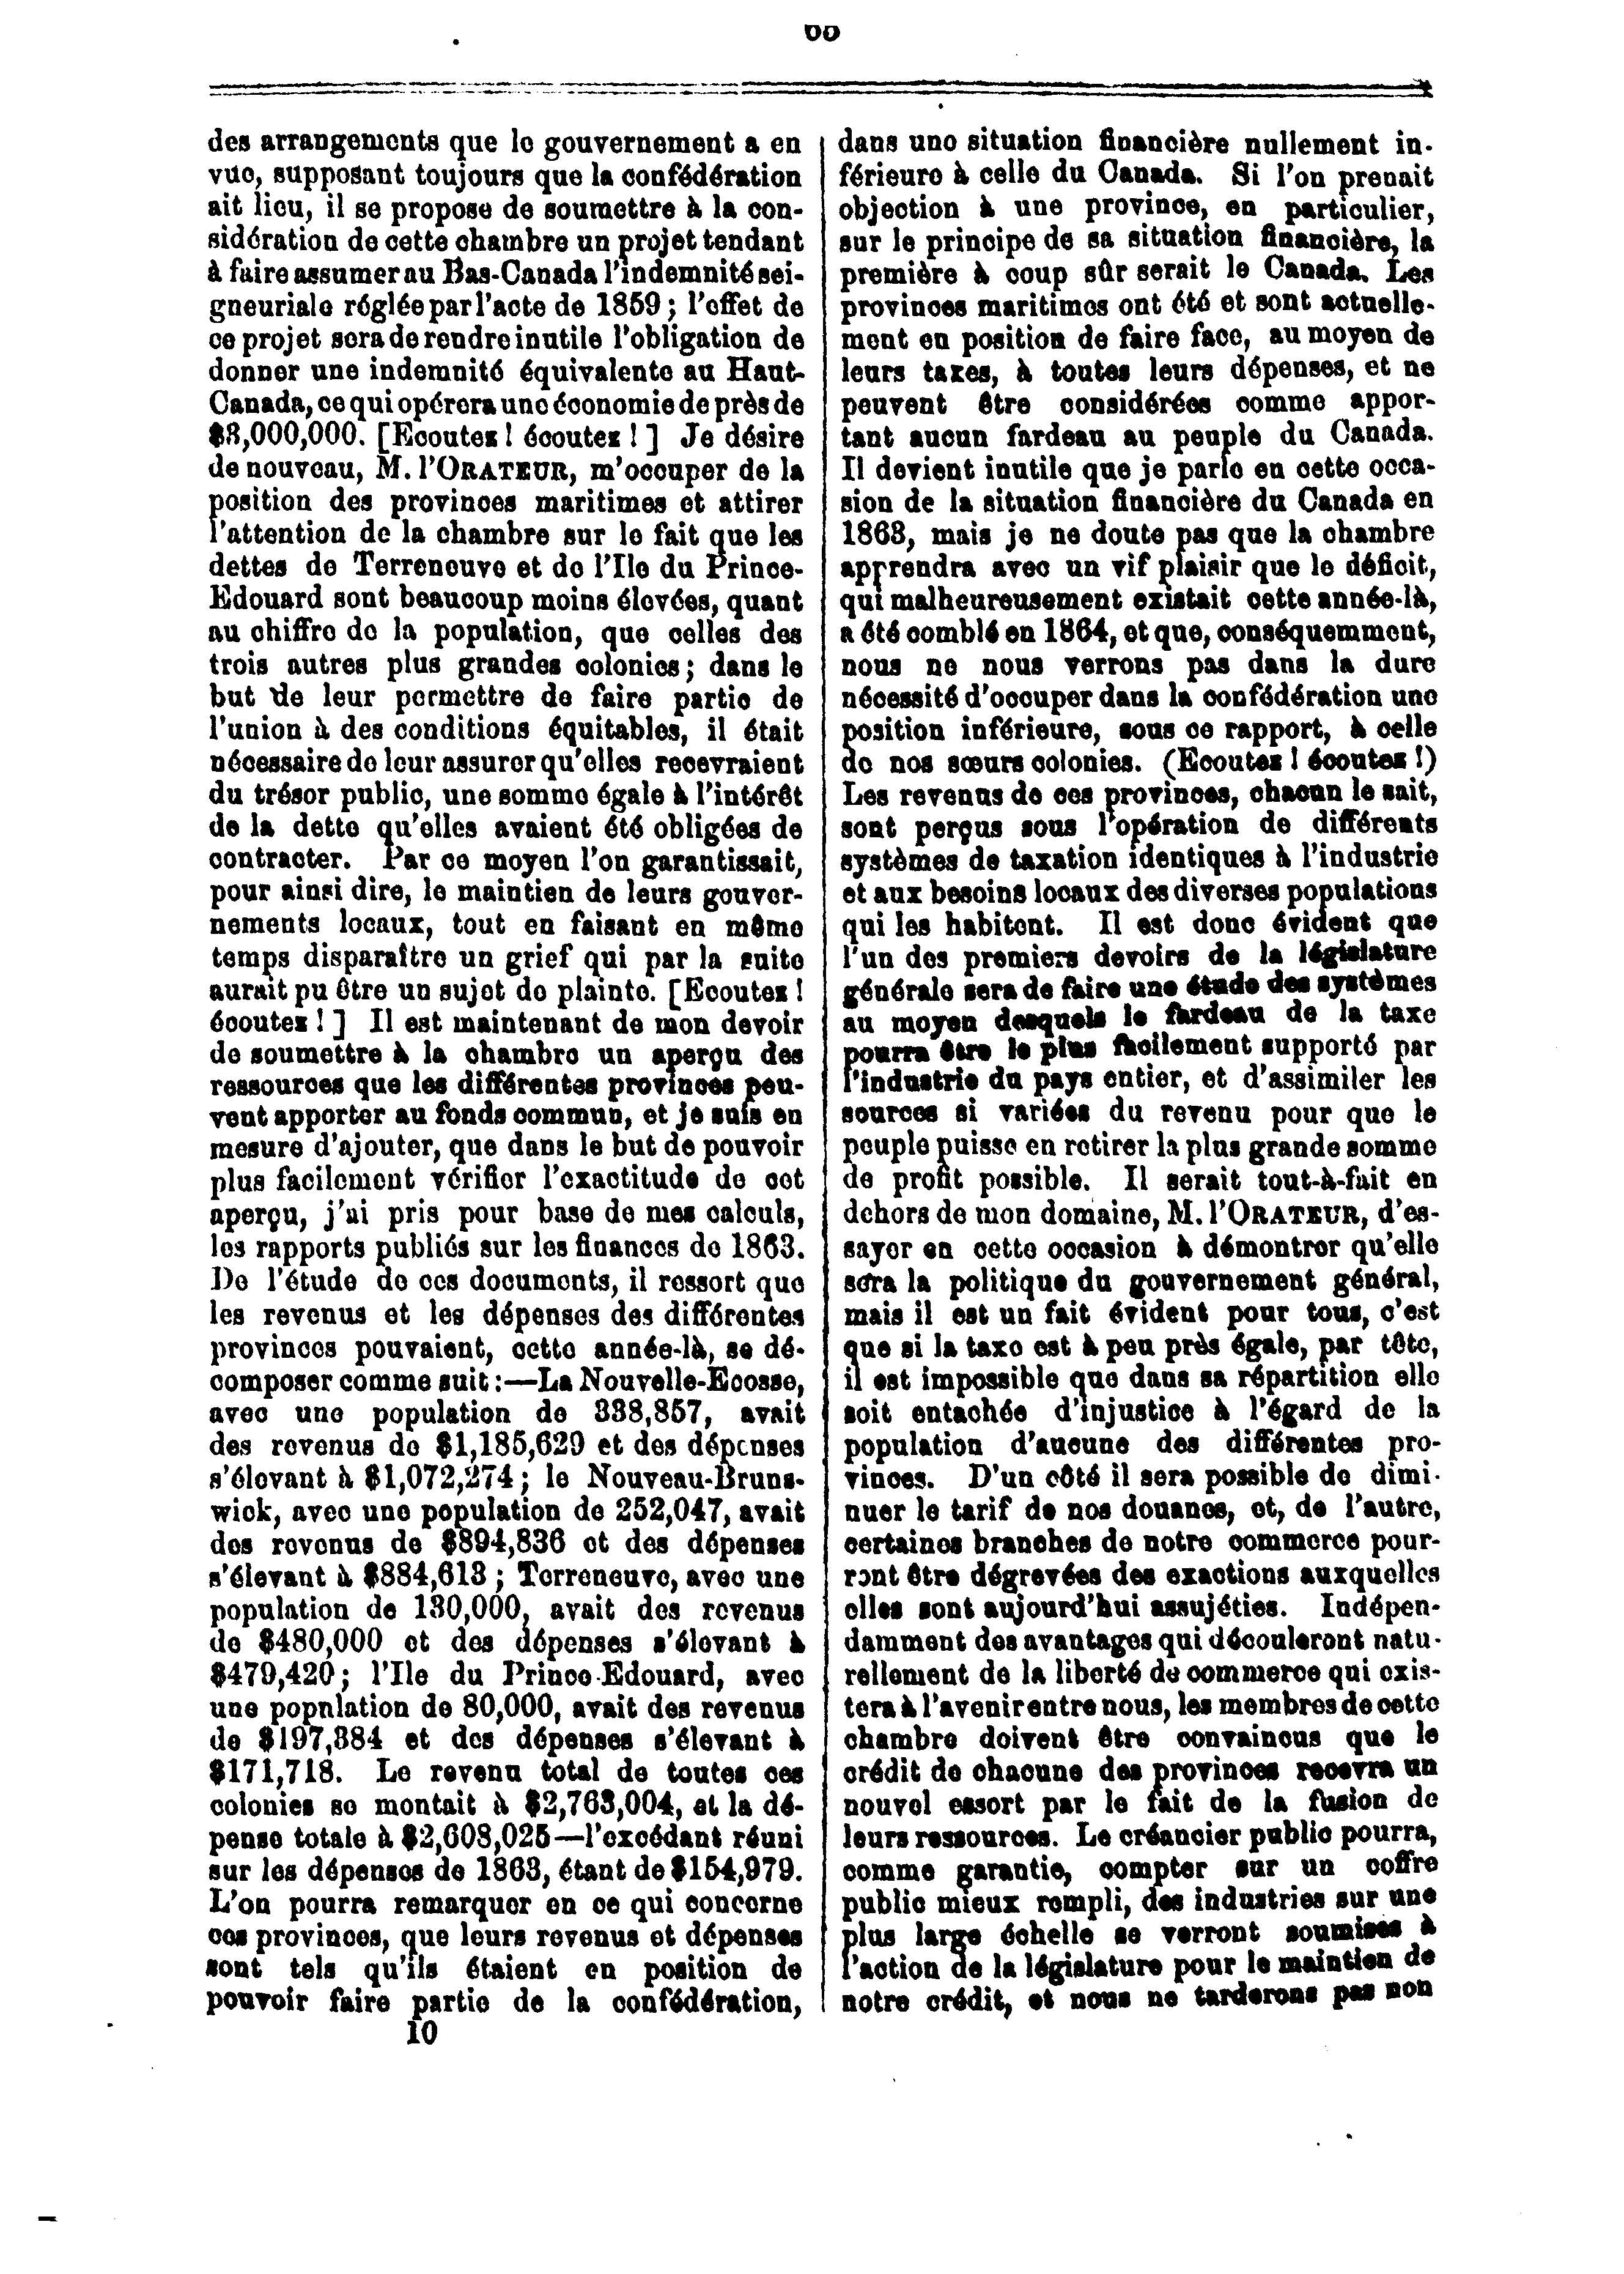 des arrangements que le gouvernement a en
vue, supposant toujours que la confédération
ait lieu, il se propose de soumettre à la con-
sidération de cette chambre un projet tendant
à faire assumer au Bas-Canada l'indemnité sei-
gneuriale réglée par l'acte de 1859 ; l'effet de
ce projet sera de rendre inutile l'obligation de
donner une indemnité équivalente au Haut-
Canada, ce qui opérera une économie de près de
$3,000,000. [Ecoutez ! écoutez ! ] Je désire
de nouveau, M. l'ORATEUR, m'occuper de la
position des provinces maritimes et attirer
l'attention de la chambre sur le fait que les
dettes de Terreneuve et de l'Ile du Prince-
Edouard sont beaucoup moins élevées, quant
au chiffre de la population, que celles des
trois autres plus grandes colonies ; dans le
but de leur permettre de faire partie de
l'union à des conditions équitables, il était
nécessaire de leur assurer qu'elles recevraient
du trésor public, une somme égale à l'intérêt
de la dette qu'elles avaient été obligées de
contracter. Par ce moyen l'on garantissait,
pour ainsi dire, le maintien de leurs gouver-
nements locaux, tout en faisant en même
temps disparaître un grief qui par la suite
aurait pu être un sujet de plainte. [Ecoutez !
écoutez ! ] Il est maintenant de mon devoir
de soumettre à la chambre un aperçu des
ressources que les différentes provinces peu-
vent apporter au fonds commun, et je suis en
mesure d'ajouter, que dans le but de pouvoir
plus facilement vérifier l'exactitude de cet
aperçu, j'ai pris pour base de mes calculs,
les rapports publiés sur les finances de 1863.
De l'étude de ces documents, il ressort que
les revenus et les dépenses des différentes
provinces pouvaient, cette année-là, se dé-
composer comme suit :—La Nouvelle-Ecosse,
avec une population de 338,857, avait
des revenus de $1,185,629 et des dépenses
s'élevant à $1,072,274 ; le Nouveau-Bruns-
wick, avec une population de 252,047, avait
des revenus de $894,836 et des dépenses
s'élevant à $884,613 ; Terreneuve, avec une
population de 130,000, avait des revenus
de $480,000 et des dépenses s'élevant à
$479,420 ; l'Ile du Prince-Edouard, avec
une popnlation de 80,000, avait des revenus
de $197,384 et des dépenses s'élevant à
$171,718. Le revenu total de toutes ces
colonies se montait à $2,763,004, et la dé-
pense totale à $2,608,025—l'excédant réuni
sur les dépenses de 1863, étant de $154,979.
L'on pourra remarquer en ce qui concerne
ces provinces, que leurs revenus et dépenses
sont tels qu'ils étaient en position de
pouvoir faire partie de la confédération,
10
dans une situation financière nullement in-
férieure à celle du Canada. Si l'on prenait
objection à une province, en particulier,
sur le principe de sa situation financière, la
première à coup sûr serait le Canada. Les
provinces maritimes ont été et sont actuelle-
ment en position de faire face, au moyen de
leurs taxes, à toutes leurs dépenses, et ne
peuvent être considérées comme appor-
tant aucun fardeau au peuple du Canada.
Il devient inutile que je parle en cette occa-
sion de la situation financière du Canada en
1863, mais je ne doute pas que la chambre
apprendra avec un vif plaisir que le déficit,
qui malheureusement existait cette année-là,
a été comblé en 1864, et que, conséquemment,
nous ne nous verrons pas dans la dure
nécessité d'occuper dans la confédération une
position inférieure, sous ce rapport, à celle
de nos sœurs colonies. (Ecoutez ! écoutez !)
Les revenus de ces provinces, chacun le sait,
sont perçus sous l'opération de différents
systèmes de taxation identiques à l'industrie
et aux besoins locaux des diverses populations
qui les habitent. Il est donc évident que
l'un des premiers devoirs de la législature
générale sera de faire une étude des systèmes
au moyen desquels le fardeau de la taxe
pourra être le plus facilement supporté par
l'industrie du pays entier, et d'assimiler les
sources si variées du revenu pour que le
peuple puisse en retirer la plus grande somme
de profit possible. Il serait tout-à-fait en
dehors de mon domaine, M. l'ORATEUR, d'es-
sayer en cette occasion à démontrer qu'elle
sera la politique du gouvernement général,
mais il est un fait évident pour tous, c'est
que si la taxe est à peu près égale, par tête,
il est impossible que dans sa répartition elle
soit entachée d'injustice à l'égard de la
population d'aucune des différentes pro-
vinces. D'un côté il sera possible de dimi-
nuer le tarif de nos douanes, et, de l'autre,
certaines branches de notre commerce pour-
ront être dégrevées des exactions auxquelles
elles sont aujourd'hui assujéties. Indépen-
damment des avantages qui découleront natu-
rellement de la liberté de commerce qui exis-
tera à l'avenir entre nous, les membres de cette
chambre doivent être convaincus que le
crédit de chacune des provinces recevra un
nouvel essort par le fait de la fusion de
leurs ressources. Le créancier public pourra,
comme garantie, compter sur un coffre
public mieux rempli, des industries sur une
plus large échelle se verront soumises à
l'action de la législature pour le maintien de
notre crédit, et nous ne tarderons pas non